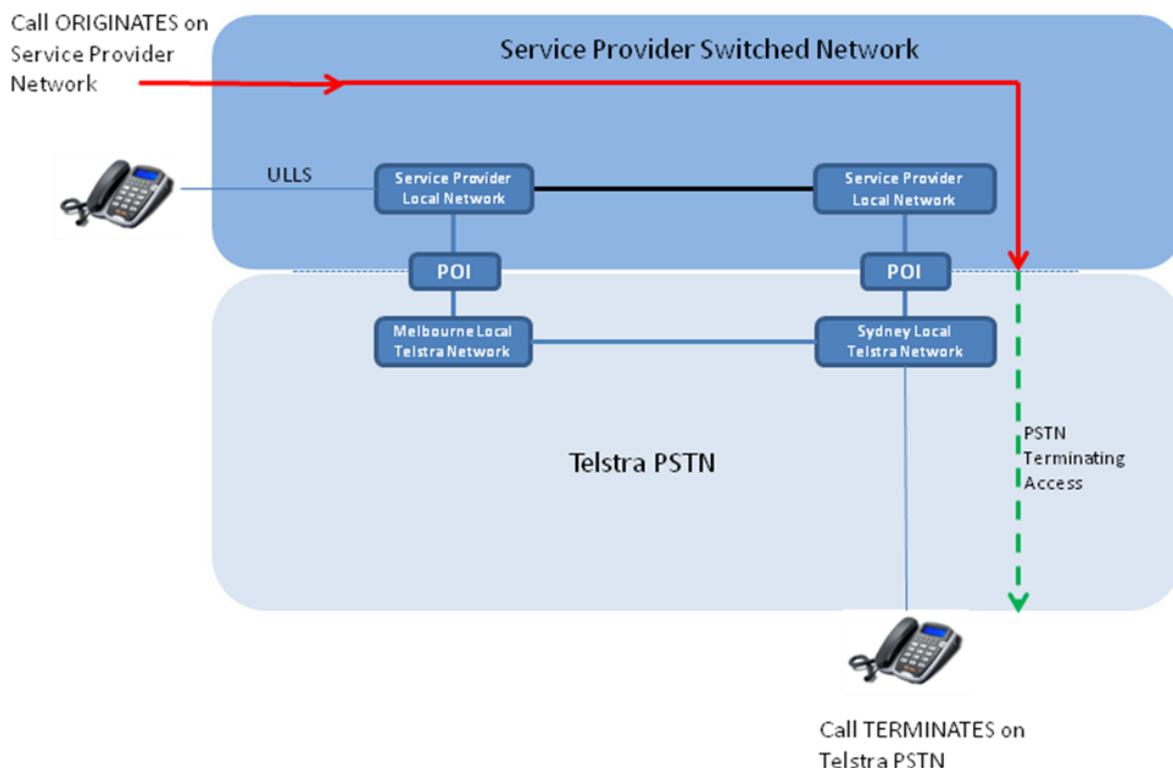 Call ORIGINATES on
Service Provider
Network
Service Provider Switched Network
ULLS
Service Provider
Local Network
Service Provider
Local Network
POI
POI
Melbourne Local
Telstra Network
Sydney Local
Telstra Network
Telstra PSTN
PSTN
Terminating
Access
Call TERMINATES on
Telstra PSTN